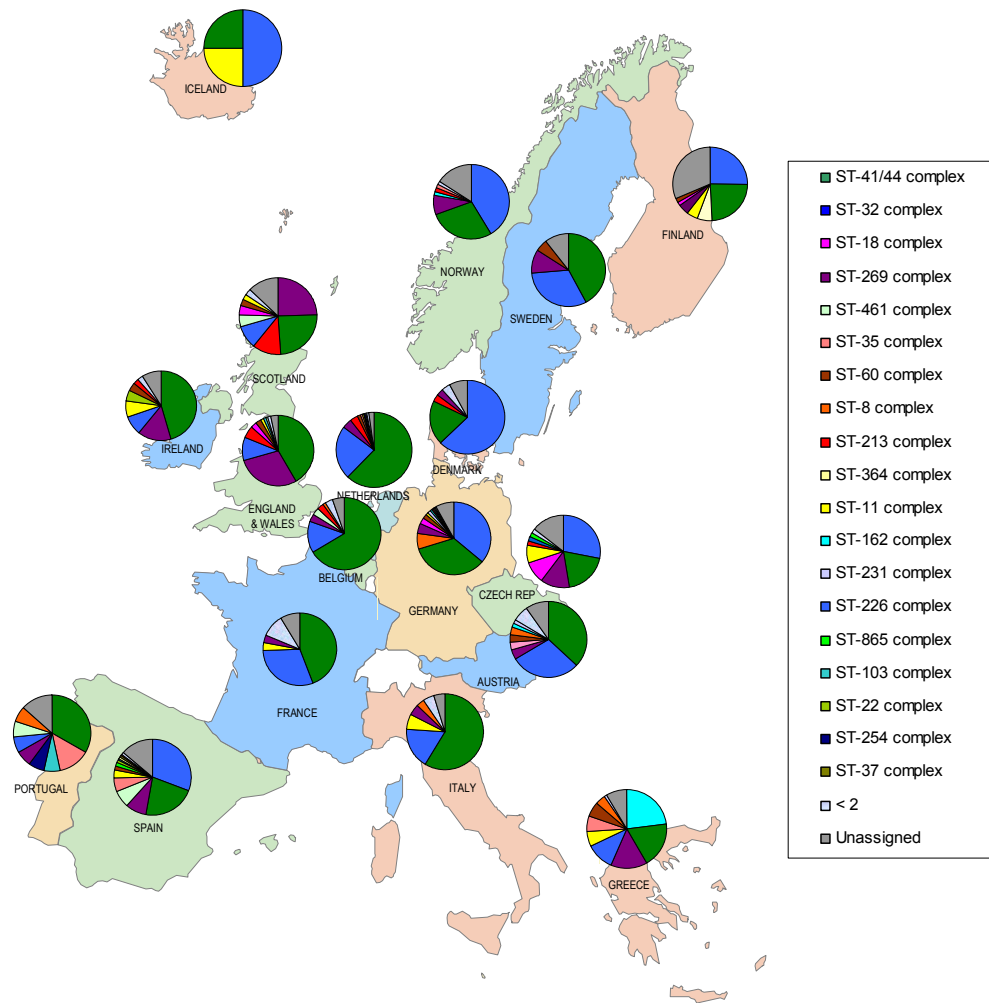 ICELAND
FINLAND
NORWAY
SWEDEN
SCOTLAND
IRELAND
DENMARK
NETHERLANDS
ENGLAND
& WALES
BELGIUM
CZECH REP
GERMANY
AUSTRIA
FRANCE
PORTUGAL
ITALY
SPAIN
GREECE
ST-41/44 complex
ST-32 complex
ST-18 complex
ST-269 complex
ST-461 complex
ST-35 complex
ST-60 complex
ST-8 complex
ST-213 complex
ST-364 complex
ST-11 complex
ST-162 complex
ST-231 complex
ST-226 complex
ST-865 complex
ST-103 complex
ST-22 complex
ST-254 complex
ST-37 complex
< 2
Unassigned